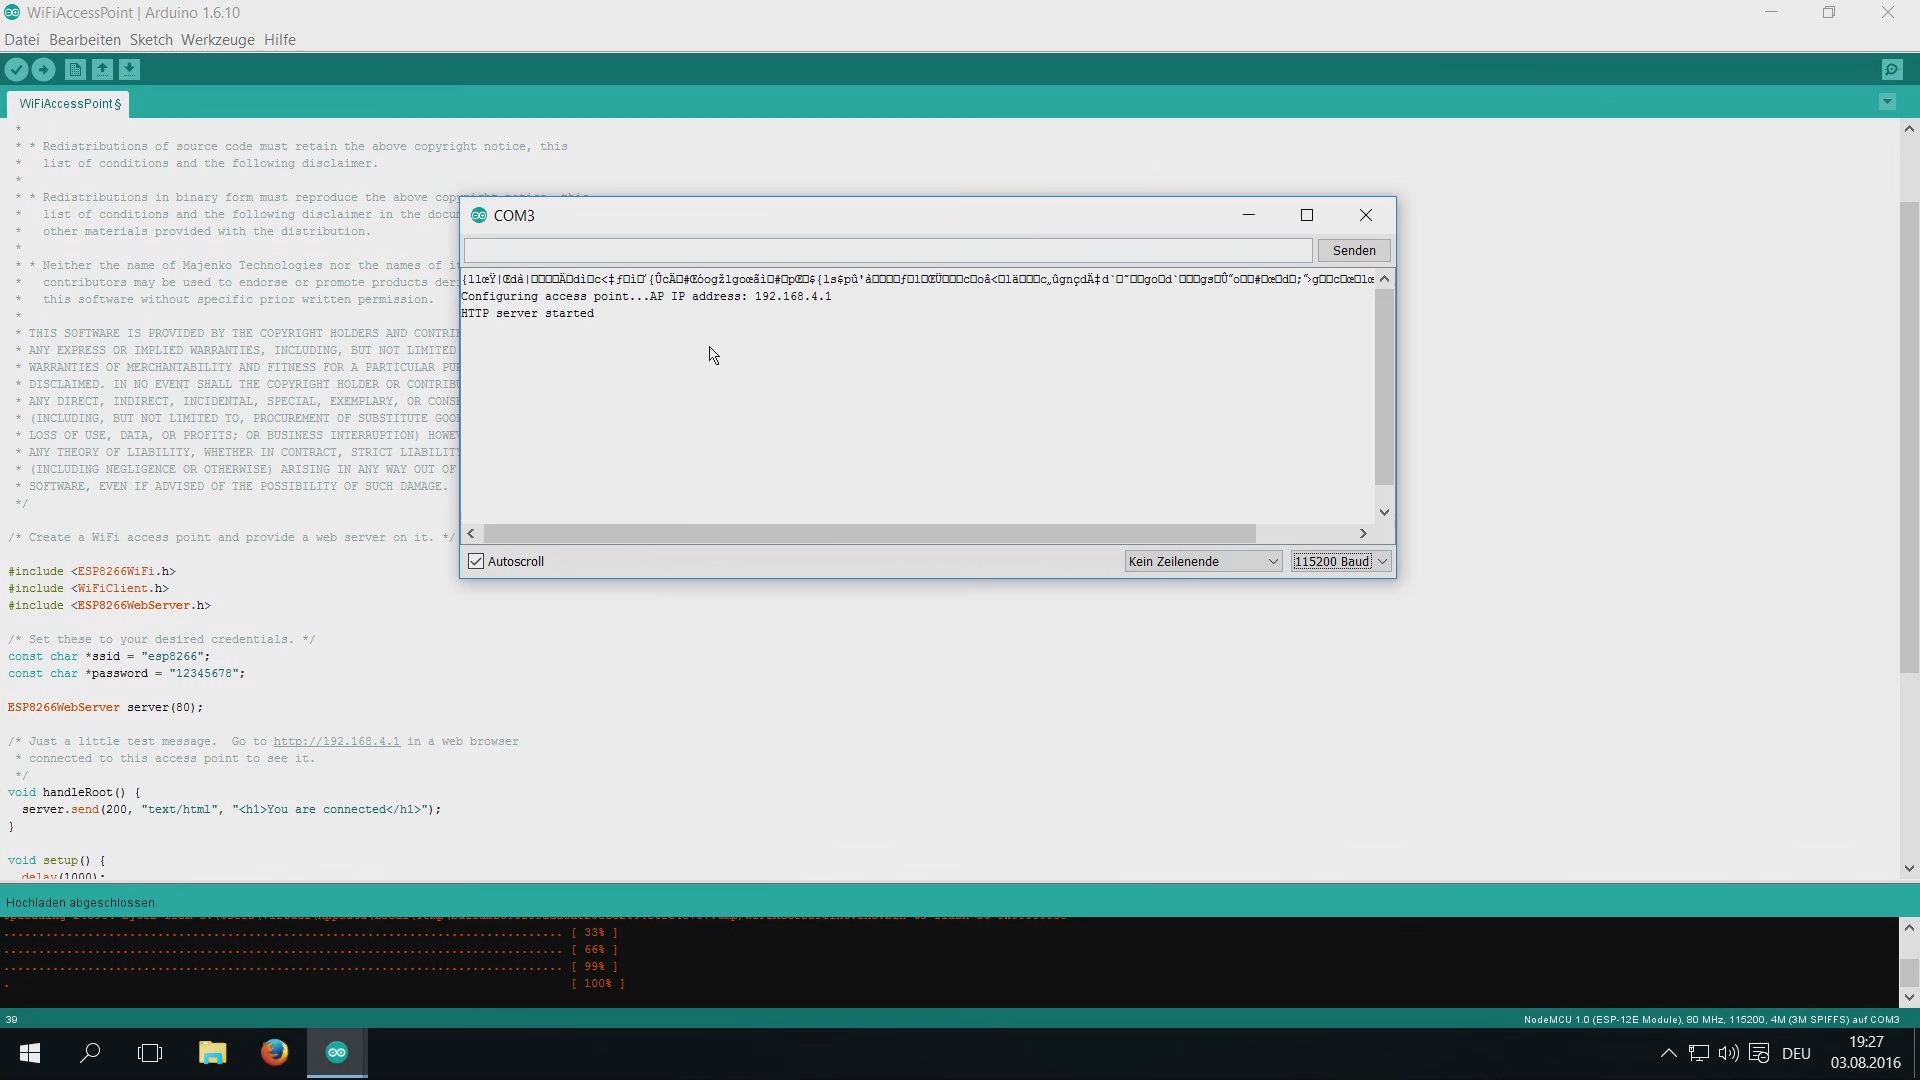 WiFiAccessPoint | Arduino 1.6.10
Datei Bearbeiten Sketch Werkzeuge Hilfe
WiFiAccessPoint§
*
* * Redistributions of source code must retain the above copyright notice, this
*   list of conditions and the following disclaimer.
*
* * Redistributions in binary form must reproduce the above
*   list of conditions and the following disclaimer in the
*   other materials provided with the distribution.
*
* * Neither the name of Majenko Technologies nor the names of
*   contributors may be used to endorse or promote products
*   this software without specific prior written permission.
*
* THIS SOFTWARE IS PROVIDED BY THE COPYRIGHT HOLDERS AND
* ANY EXPRESS OR IMPLIED WARRANTIES, INCLUDING, BUT NOT LIMITED
* WARRANTIES OF MERCHANTABILITY AND FITNESS FOR A PARTICULAR
* DISCLAIMED. IN NO EVENT SHALL THE COPYRIGHT HOLDER OR
* ANY DIRECT, INDIRECT, INCIDENTAL, SPECIAL, EXEMPLARY, OR
* (INCLUDING, BUT NOT LIMITED TO, PROCUREMENT OF SUBSTITUTE
* LOSS OF USE, DATA, OR PROFITS; OR BUSINESS INTERRUPTION)
* ANY THEORY OF LIABILITY, WHETHER IN CONTRACT, STRICT LIABILITY
* (INCLUDING NEGLIGENCE OR OTHERWISE) ARISING IN ANY WAY OUT OF
* SOFTWARE, EVEN IF ADVISED OF THE POSSIBILITY OF SUCH DAMAGE.
*/
/* Create a WiFi access point and provide a web server on it. */
#include <ESP8266WiFi.h>
#include <WiFiClient.h>
#include <ESP8266WebServer.h>
/* Set these to your desired credentials. */
const char *ssid = "esp8266";
const char *password = "12345678";
ESP8266WebServer server(80);
/* Just a little test message.  Go to http://192.168.4.1 in a web browser
* connected to this access point to see it.
*/
void handleRoot() {
server.send(200, "text/html", "<h1>You are connected</h1>");
}
void setup() {
delay(1000);
COM3
Senden
Configuring access point...AP IP address: 192.168.4.1
HTTP server started
Autoscroll
Kein Zeilenende
115200 Baud
Hochladen abgeschlossen.
[ 33% ]
[ 66% ]
[ 99% ]
[ 100% ]
39
NodeMCU 1.0 (ESP-12E Module), 80 MHz, 115200, 4M (3M SPIFFS) auf COM3
DEU
19:27
03.08.2016